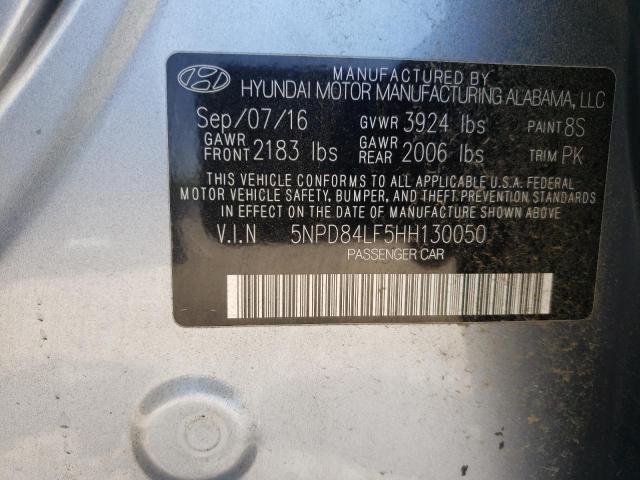 MANUFACTURED BY
HYUNDAI MOTOR MANUFACTURING ALABAMA, LLC
Sep/07/16 GVWR 3924 lbs PAINT 8S
GAWR FRONT 2183 lbs GAWR REAR 2006 lbs TRIM PK
THIS VEHICLE CONFORMS TO ALL APPLICABLE U.S.A. FEDERAL
MOTOR VEHICLE SAFETY, BUMPER, AND THEFT PREVENTION STANDARDS
IN EFFECT ON THE DATE OF MANUFACTURE SHOWN ABOVE.
V.I.N 5NPD84LF5HH130050
PASSENGER CAR